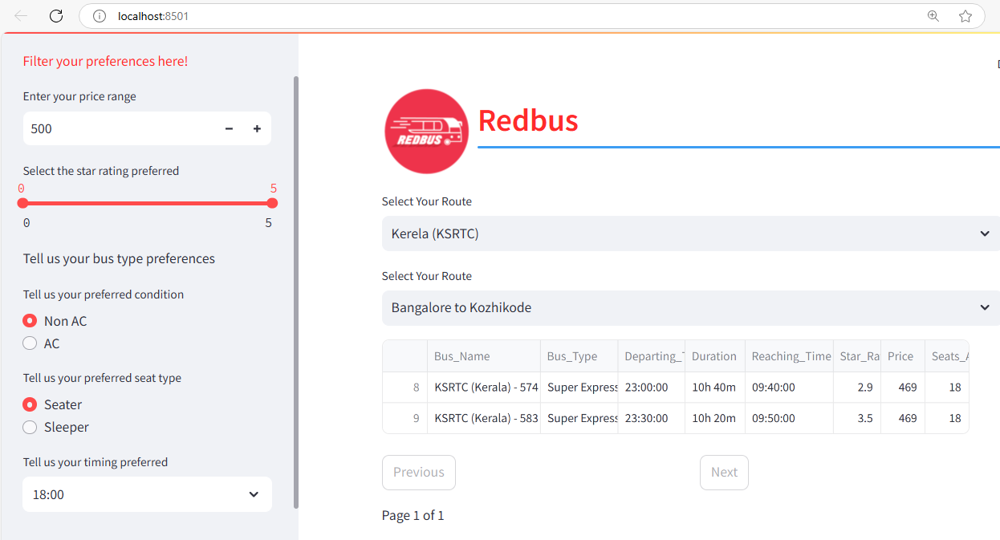 localhost:8501
Filter your preferences here!
Enter your price range
500 − +
Select the star rating preferred
0 5
0 5
Tell us your bus type preferences
Tell us your preferred condition
Non AC
AC
Tell us your preferred seat type
Seater
Sleeper
Tell us your timing preferred
18:00
REDBUS
Redbus
Select Your Route
Kerela (KSRTC)
Select Your Route
Bangalore to Kozhikode
Bus_Name Bus_Type Departing_ Duration Reaching_Time Star_Ra Price Seats_
8 KSRTC (Kerala) - 574 Super Express 23:00:00 10h 40m 09:40:00 2.9 469 18
9 KSRTC (Kerala) - 583 Super Express 23:30:00 10h 20m 09:50:00 3.5 469 18
Previous Next
Page 1 of 1